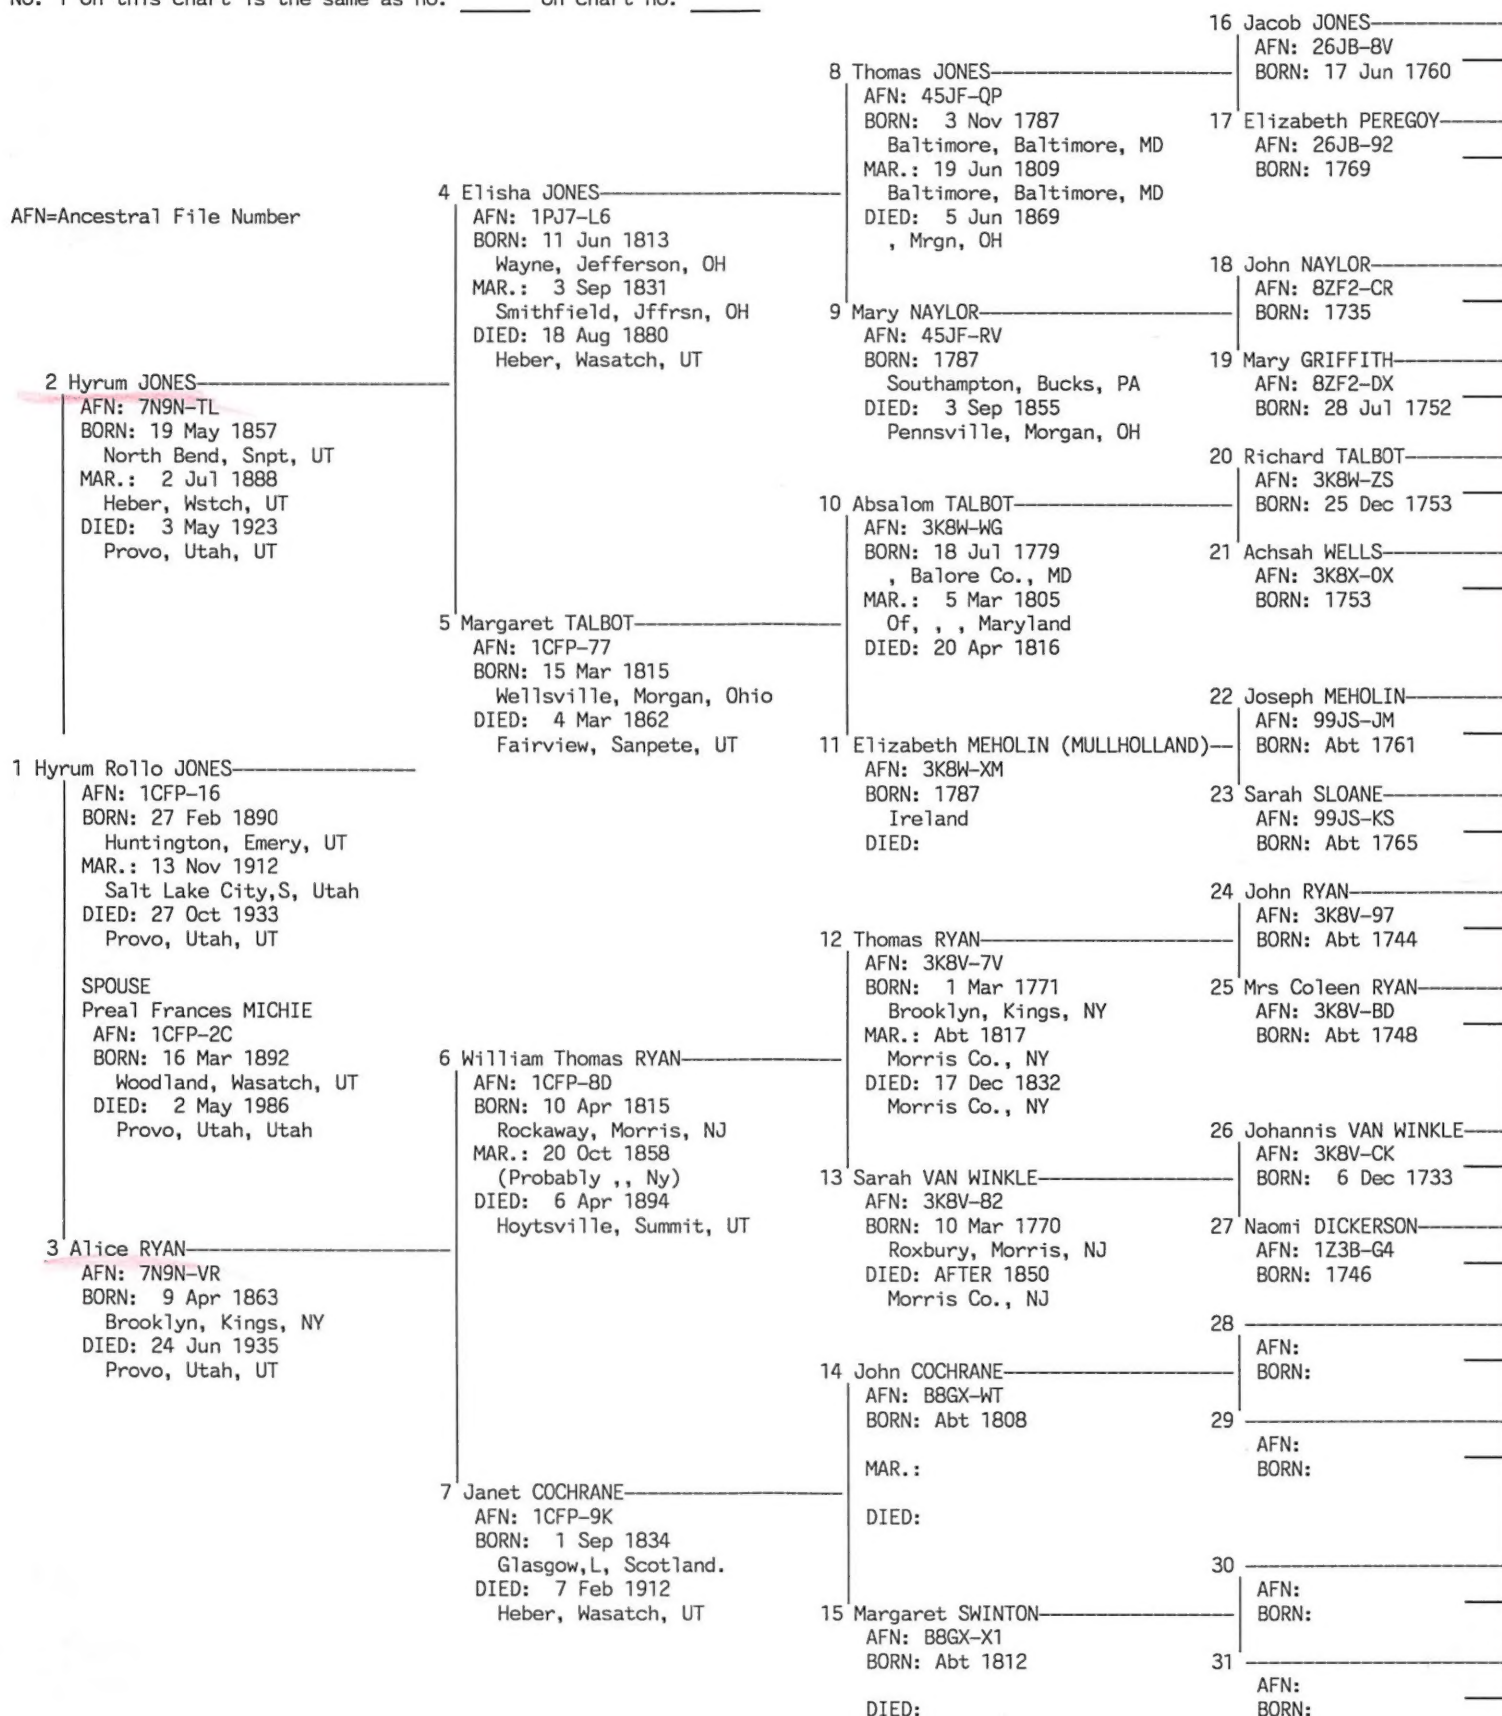 No. 1 on this chart is the same as no. ______ on chart no. ______
AFN=Ancestral File Number
1 Hyrum Rollo JONES
AFN: 1CFP-16
BORN: 27 Feb 1890
Huntington, Emery, UT
MAR.: 13 Nov 1912
Salt Lake City,S, Utah
DIED: 27 Oct 1933
Provo, Utah, UT
SPOUSE
Preal Frances MICHIE
AFN: 1CFP-2C
BORN: 16 Mar 1892
Woodland, Wasatch, UT
DIED: 2 May 1986
Provo, Utah, Utah
2 Hyrum JONES
AFN: 7N9N-TL
BORN: 19 May 1857
North Bend, Snpt, UT
MAR.: 2 Jul 1888
Heber, Wstch, UT
DIED: 3 May 1923
Provo, Utah, UT
3 Alice RYAN
AFN: 7N9N-VR
BORN: 9 Apr 1863
Brooklyn, Kings, NY
DIED: 24 Jun 1935
Provo, Utah, UT
4 Elisha JONES
AFN: 1PJ7-L6
BORN: 11 Jun 1813
Wayne, Jefferson, OH
MAR.: 3 Sep 1831
Smithfield, Jffrsn, OH
DIED: 18 Aug 1880
Heber, Wasatch, UT
5 Margaret TALBOT
AFN: 1CFP-77
BORN: 15 Mar 1815
Wellsville, Morgan, Ohio
DIED: 4 Mar 1862
Fairview, Sanpete, UT
6 William Thomas RYAN
AFN: 1CFP-8D
BORN: 10 Apr 1815
Rockaway, Morris, NJ
MAR.: 20 Oct 1858
(Probably ,, Ny)
DIED: 6 Apr 1894
Hoytsville, Summit, UT
7 Janet COCHRANE
AFN: 1CFP-9K
BORN: 1 Sep 1834
Glasgow,L, Scotland.
DIED: 7 Feb 1912
Heber, Wasatch, UT
8 Thomas JONES
AFN: 45JF-QP
BORN: 3 Nov 1787
Baltimore, Baltimore, MD
MAR.: 19 Jun 1809
Baltimore, Baltimore, MD
DIED: 5 Jun 1869
, Mrgn, OH
9 Mary NAYLOR
AFN: 45JF-RV
BORN: 1787
Southampton, Bucks, PA
DIED: 3 Sep 1855
Pennsville, Morgan, OH
10 Absalom TALBOT
AFN: 3K8W-WG
BORN: 18 Jul 1779
, Balore Co., MD
MAR.: 5 Mar 1805
Of, , , Maryland
DIED: 20 Apr 1816
11 Elizabeth MEHOLIN (MULLHOLLAND)
AFN: 3K8W-XM
BORN: 1787
Ireland
DIED:
12 Thomas RYAN
AFN: 3K8V-7V
BORN: 1 Mar 1771
Brooklyn, Kings, NY
MAR.: Abt 1817
Morris Co., NY
DIED: 17 Dec 1832
Morris Co., NY
13 Sarah VAN WINKLE
AFN: 3K8V-82
BORN: 10 Mar 1770
Roxbury, Morris, NJ
DIED: AFTER 1850
Morris Co., NJ
14 John COCHRANE
AFN: B8GX-WT
BORN: Abt 1808
MAR.:
DIED:
15 Margaret SWINTON
AFN: B8GX-X1
BORN: Abt 1812
DIED:
16 Jacob JONES
AFN: 26JB-8V
BORN: 17 Jun 1760
17 Elizabeth PEREGOY
AFN: 26JB-92
BORN: 1769
18 John NAYLOR
AFN: 8ZF2-CR
BORN: 1735
19 Mary GRIFFITH
AFN: 8ZF2-DX
BORN: 28 Jul 1752
20 Richard TALBOT
AFN: 3K8W-ZS
BORN: 25 Dec 1753
21 Achsah WELLS
AFN: 3K8X-0X
BORN: 1753
22 Joseph MEHOLIN
AFN: 99JS-JM
BORN: Abt 1761
23 Sarah SLOANE
AFN: 99JS-KS
BORN: Abt 1765
24 John RYAN
AFN: 3K8V-97
BORN: Abt 1744
25 Mrs Coleen RYAN
AFN: 3K8V-BD
BORN: Abt 1748
26 Johannis VAN WINKLE
AFN: 3K8V-CK
BORN: 6 Dec 1733
27 Naomi DICKERSON
AFN: 1Z3B-G4
BORN: 1746
28
AFN:
BORN:
29
AFN:
BORN:
30
AFN:
BORN:
31
AFN:
BORN: